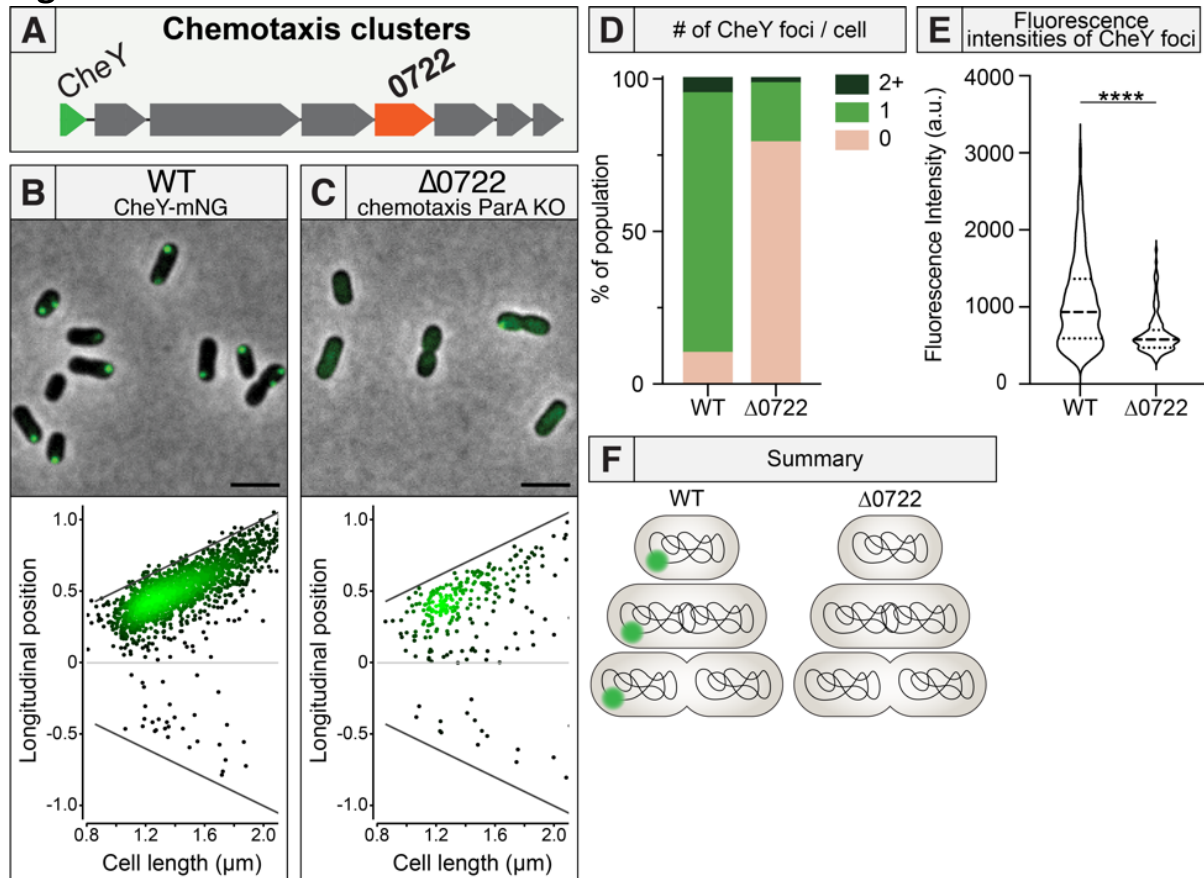 A
Chemotaxis clusters
CheY
0722
B
WT
CheY-mNG
C
Δ0722
chemotaxis ParA KO
1.0
0.5
0
-0.5
-1.0
Longitudinal position
0.8
1.2
1.6
2.0
Cell length (µm)
1.0
0.5
0
-0.5
-1.0
Longitudinal position
0.8
1.2
1.6
2.0
Cell length (µm)
D
# of CheY foci / cell
100
50
0
% of population
WT
Δ0722
2+
1
0
E
Fluorescence
intensities of CheY foci
4000
3000
2000
1000
0
Fluorescence Intensity (a.u.)
****
WT
Δ0722
F
Summary
WT
Δ0722